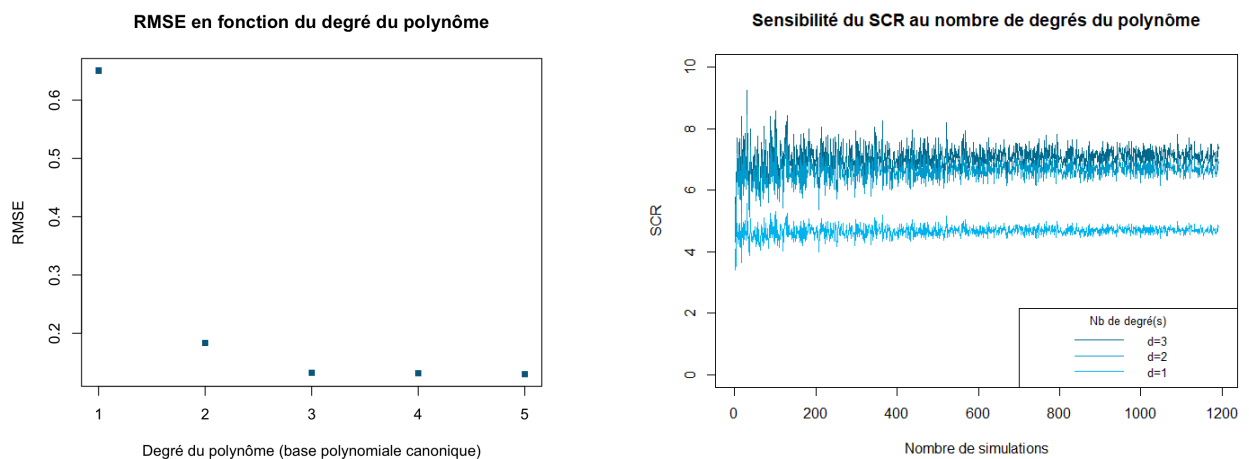 RMSE en fonction du degré du polynôme
RMSE
0.6
0.5
0.4
0.3
0.2
1 2 3 4 5
Degré du polynôme (base polynomiale canonique)
Sensibilité du SCR au nombre de degrés du polynôme
SCR
10
8
6
4
2
0
Nb de degré(s)
d=3
d=2
d=1
0 200 400 600 800 1000 1200
Nombre de simulations